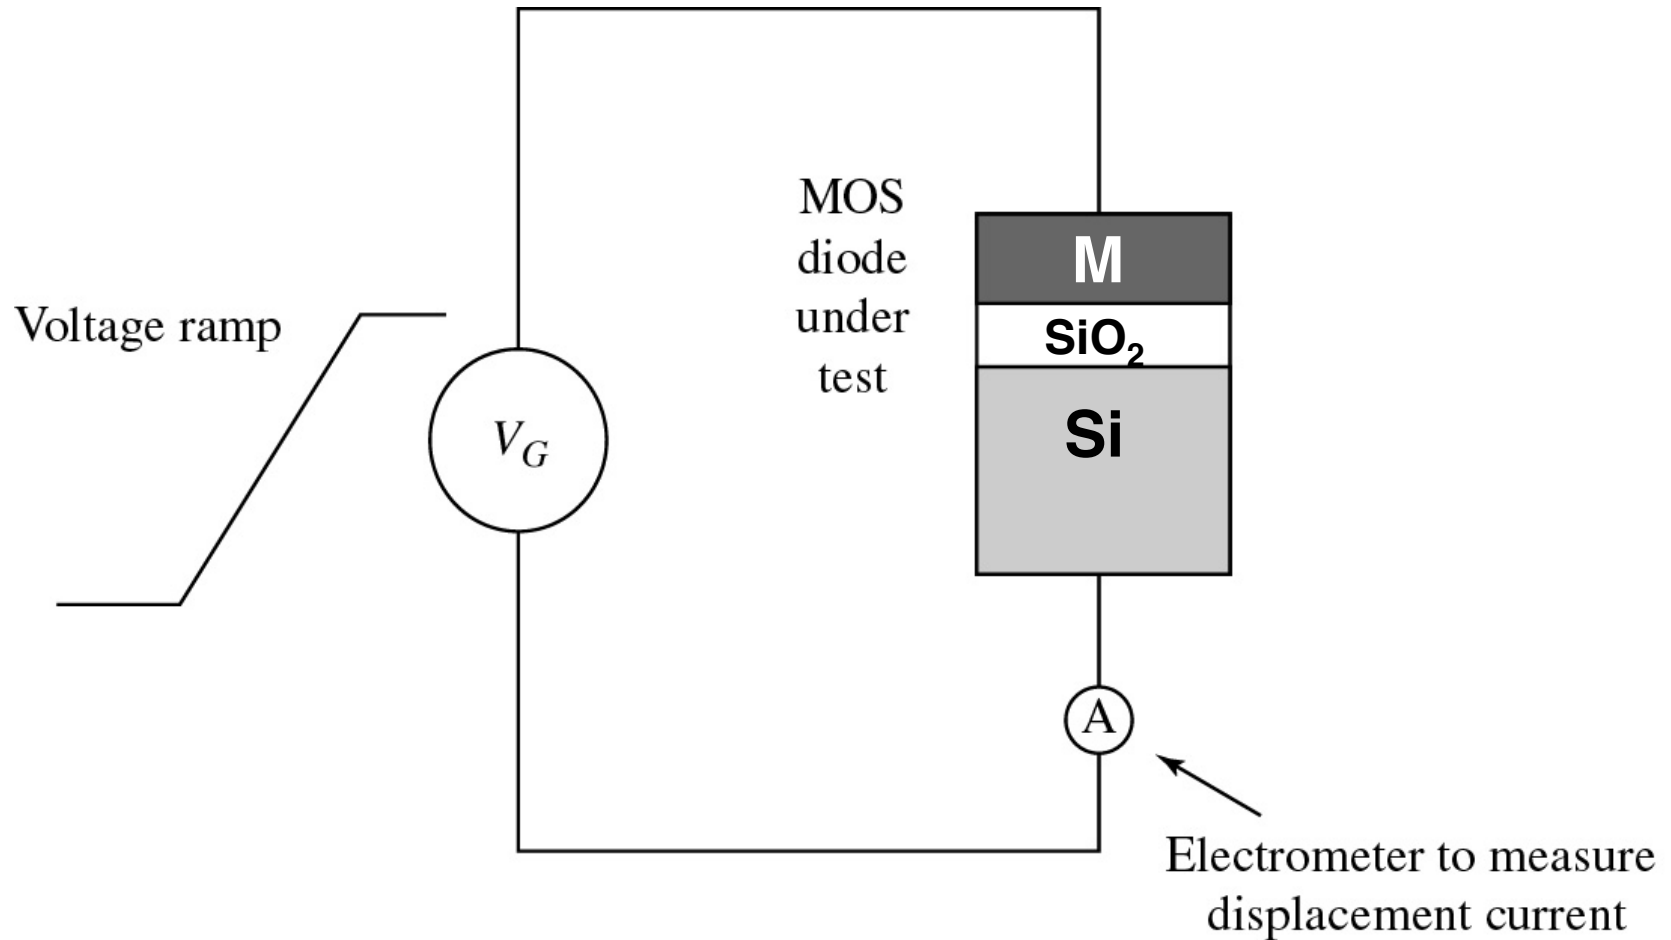 MOS
diode
under
test
M
SiO₂
Si
Voltage ramp
V_G
A
Electrometer to measure
displacement current